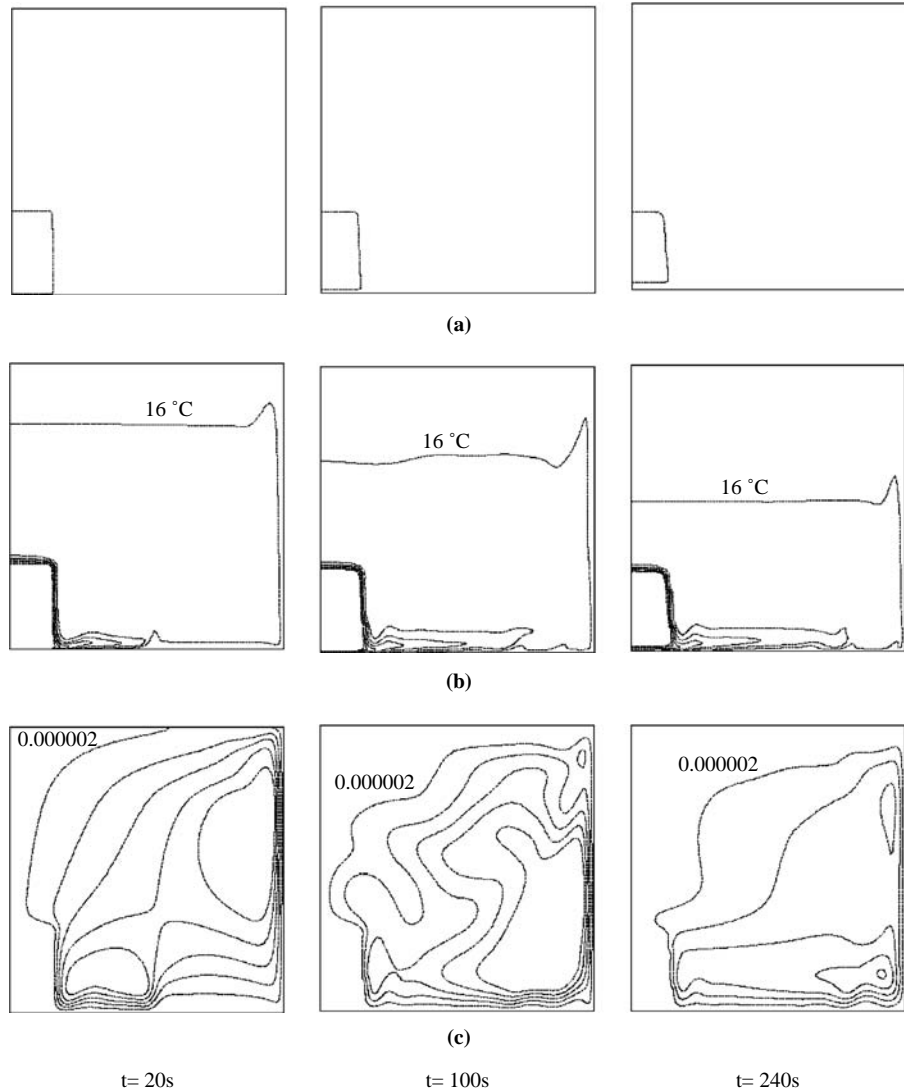 (a)
16 ˚C
16 ˚C
16 ˚C
(b)
0.000002
0.000002
0.000002
(c)
t= 20s
t= 100s
t= 240s